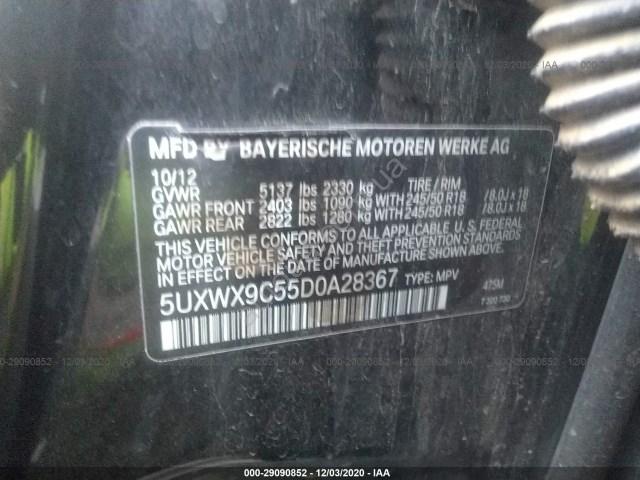 MFD BY BAYERISCHE MOTOREN WERKE AG
10/12
GVWR 5137 lbs 2330 kg TIRE / RIM
GAWR FRONT 2403 lbs 1090 kg WITH 245/50 R18 / 8.0J x 18
GAWR REAR 2822 lbs 1280 kg WITH 245/50 R18 / 8.0J x 18
THIS VEHICLE CONFORMS TO ALL APPLICABLE U. S. FEDERAL
MOTOR VEHICLE SAFETY, BUMPER, AND THEFT PREVENTION STANDARDS
IN EFFECT ON THE DATE OF MANUFACTURE SHOWN ABOVE.
5UXWX9C55D0A28367 TYPE: MPV 475M
000-29090852 - 12/03/2020 - IAA